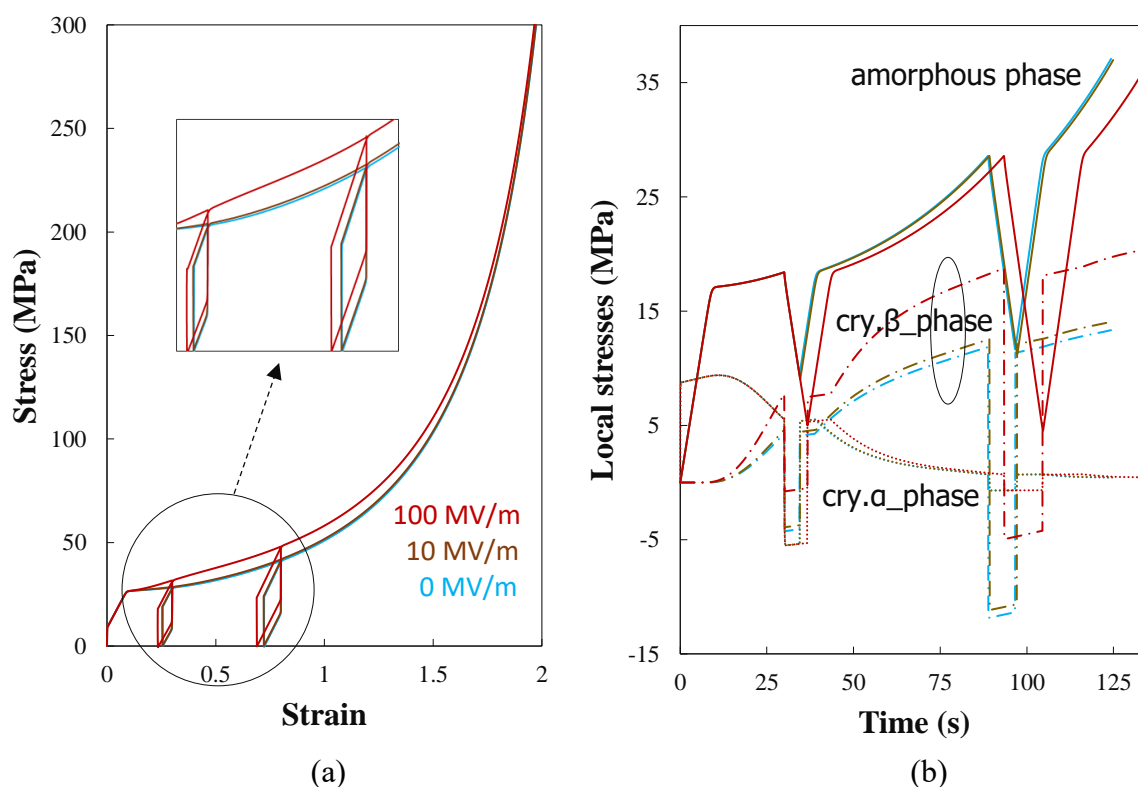 300
250
200
150
100
50
0
Stress (MPa)
100 MV/m
10 MV/m
0 MV/m
0
0.5
1
1.5
2
Strain
(a)
35
25
15
5
-5
-15
Local stresses (MPa)
amorphous phase
cry.β_phase
cry.α_phase
0
25
50
75
100
125
Time (s)
(b)